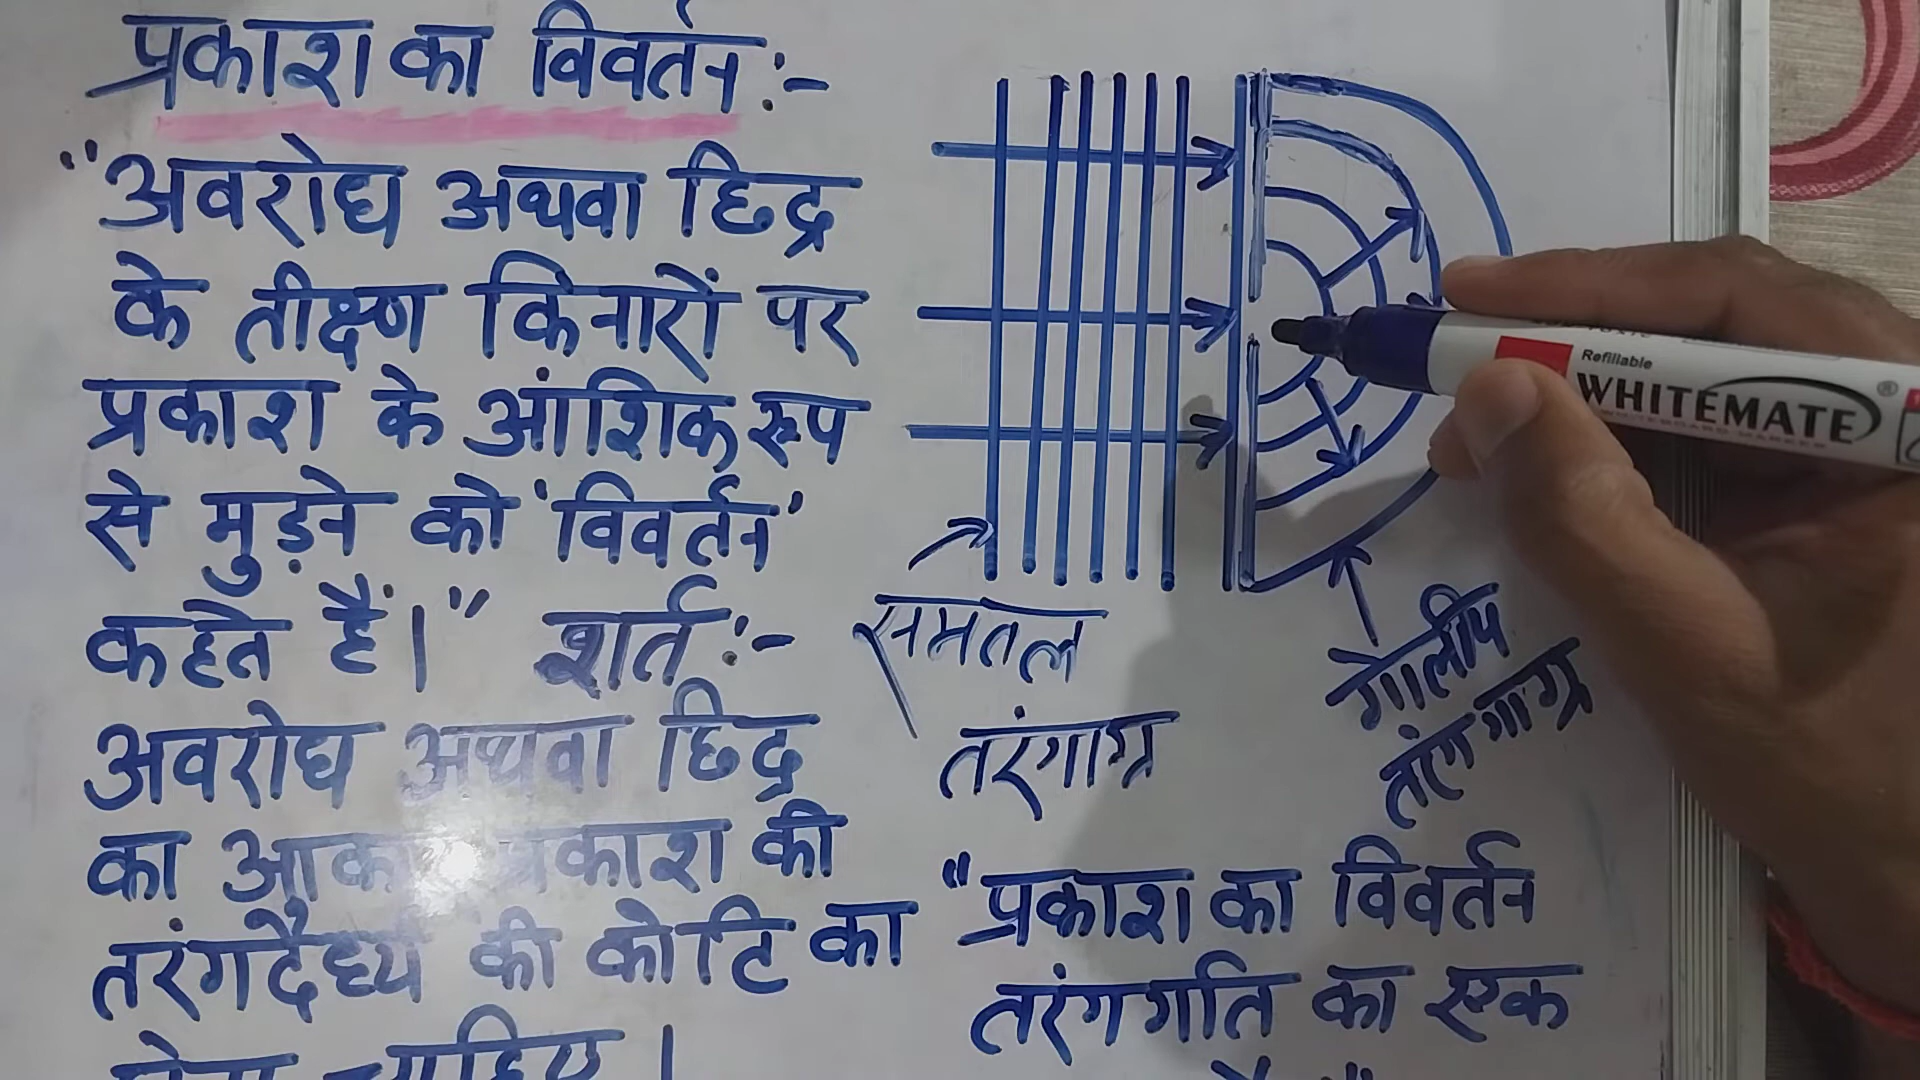 प्रकाश का विवर्तन :-
"अवरोध अथवा छिद्र
के तीक्ष्ण किनारों पर
प्रकाश के आंशिक रूप
से मुड़ने को 'विवर्तन'
कहते हैं।" शर्त :-
अवरोध अथवा छिद्र
का आकार प्रकाश की
तरंगदैर्ध्य की कोटि का
होना चाहिए।
समतल
तरंगाग्र
गोलीय
तरंगाग्र
"प्रकाश का विवर्तन
तरंगगति का एक
Refillable
WHITEMATE®